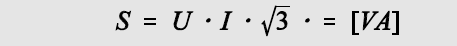 S = U · I · √3 · = [VA]